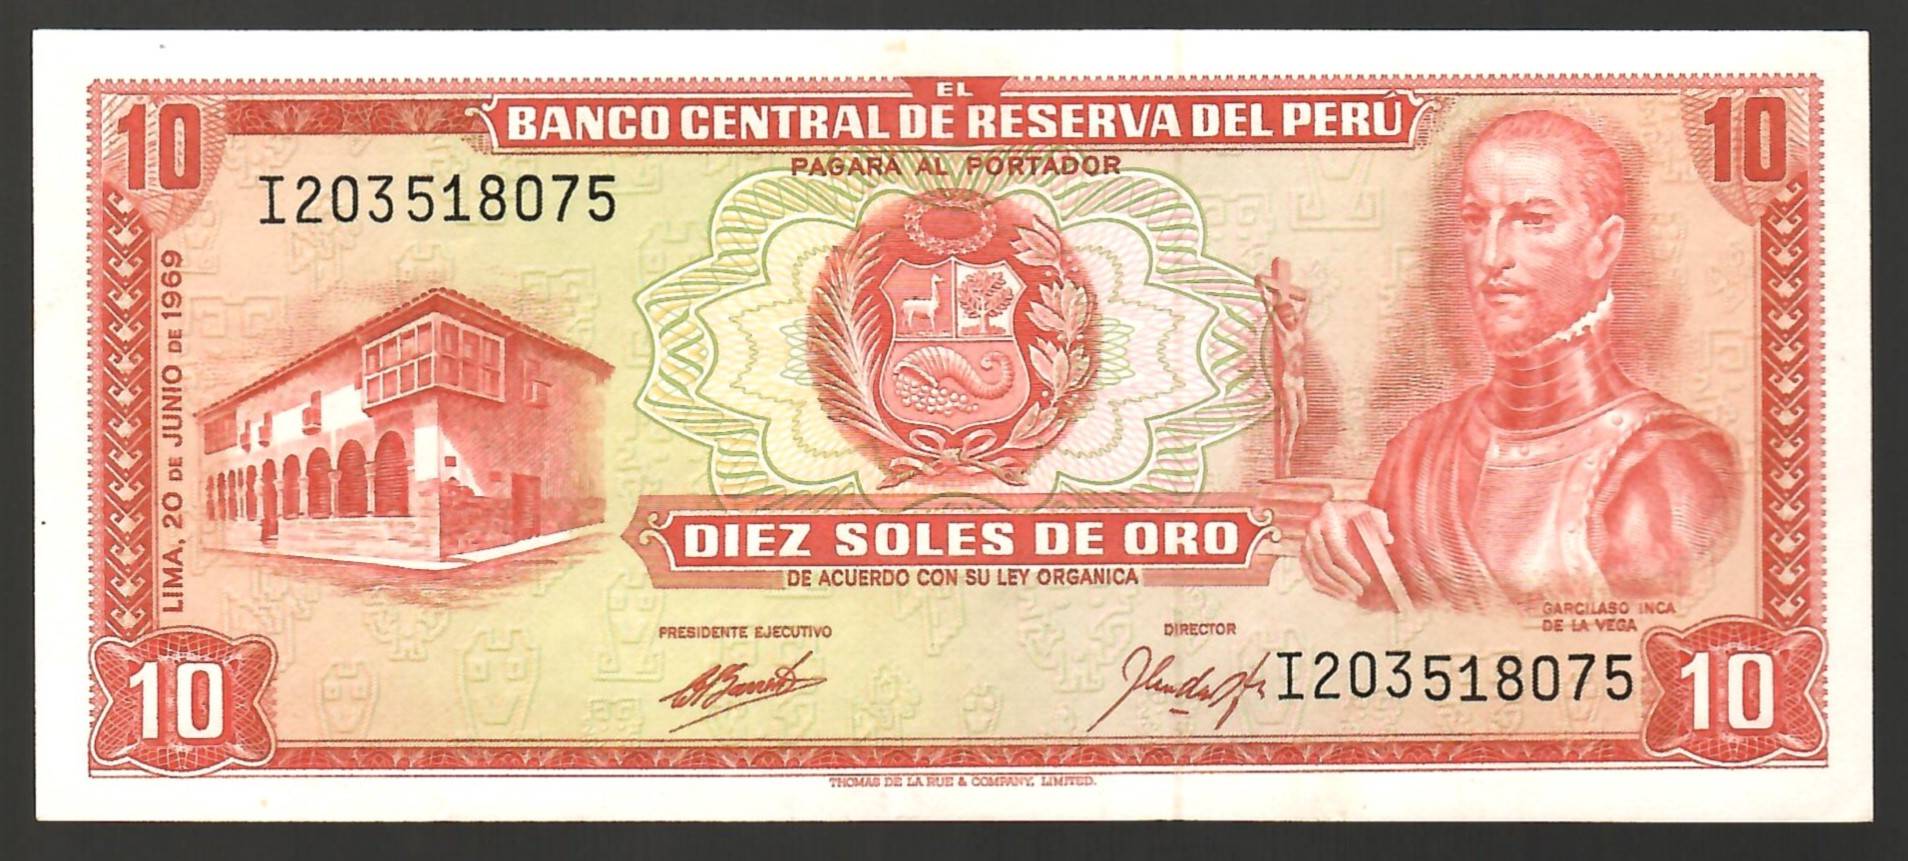 EL
BANCO CENTRAL DE RESERVA DEL PERÚ
PAGARA AL PORTADOR
10
10
I203518075
LIMA, 20 DE JUNIO DE 1969
DIEZ SOLES DE ORO
DE ACUERDO CON SU LEY ORGANICA
GARCILASO INCA
DE LA VEGA
PRESIDENTE EJECUTIVO
DIRECTOR
I203518075
10
10
THOMAS DE LA RUE & COMPANY, LIMITED.